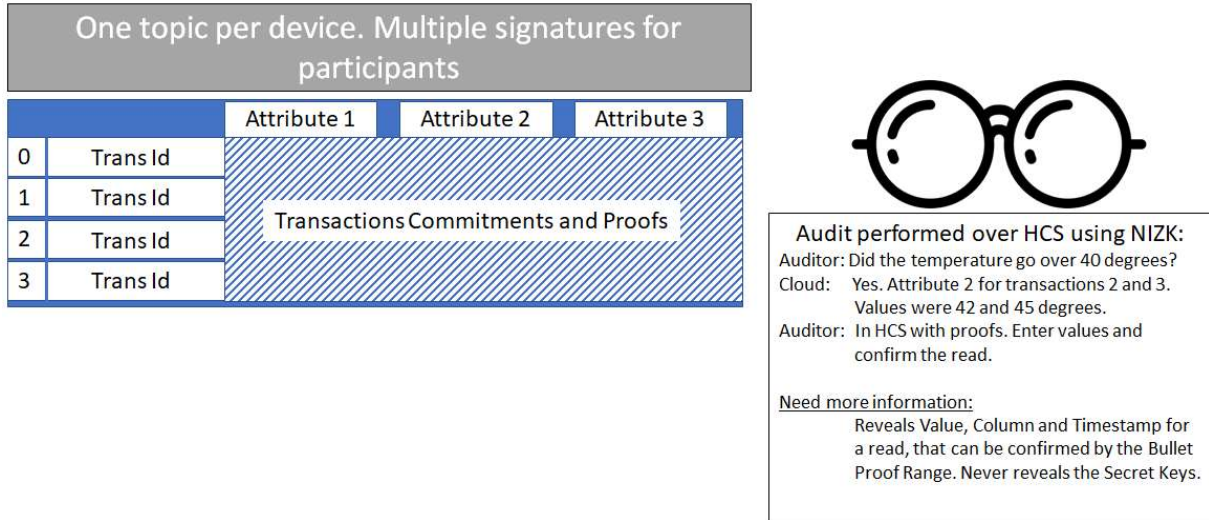 One topic per device. Multiple signatures for
participants
Attribute 1 Attribute 2 Attribute 3
0 Trans Id
1 Trans Id
2 Trans Id
3 Trans Id
Transactions Commitments and Proofs
Audit performed over HCS using NIZK:
Auditor: Did the temperature go over 40 degrees?
Cloud: Yes. Attribute 2 for transactions 2 and 3.
Values were 42 and 45 degrees.
Auditor: In HCS with proofs. Enter values and
confirm the read.
Need more information:
Reveals Value, Column and Timestamp for
a read, that can be confirmed by the Bullet
Proof Range. Never reveals the Secret Keys.